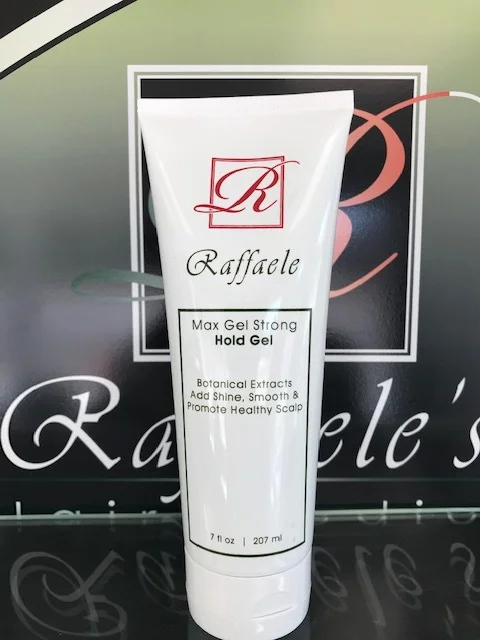 R
Raffaele
Max Gel Strong
Hold Gel
Botanical Extracts
Add Shine, Smooth &
Promote Healthy Scalp
7 fl oz | 207 ml
R